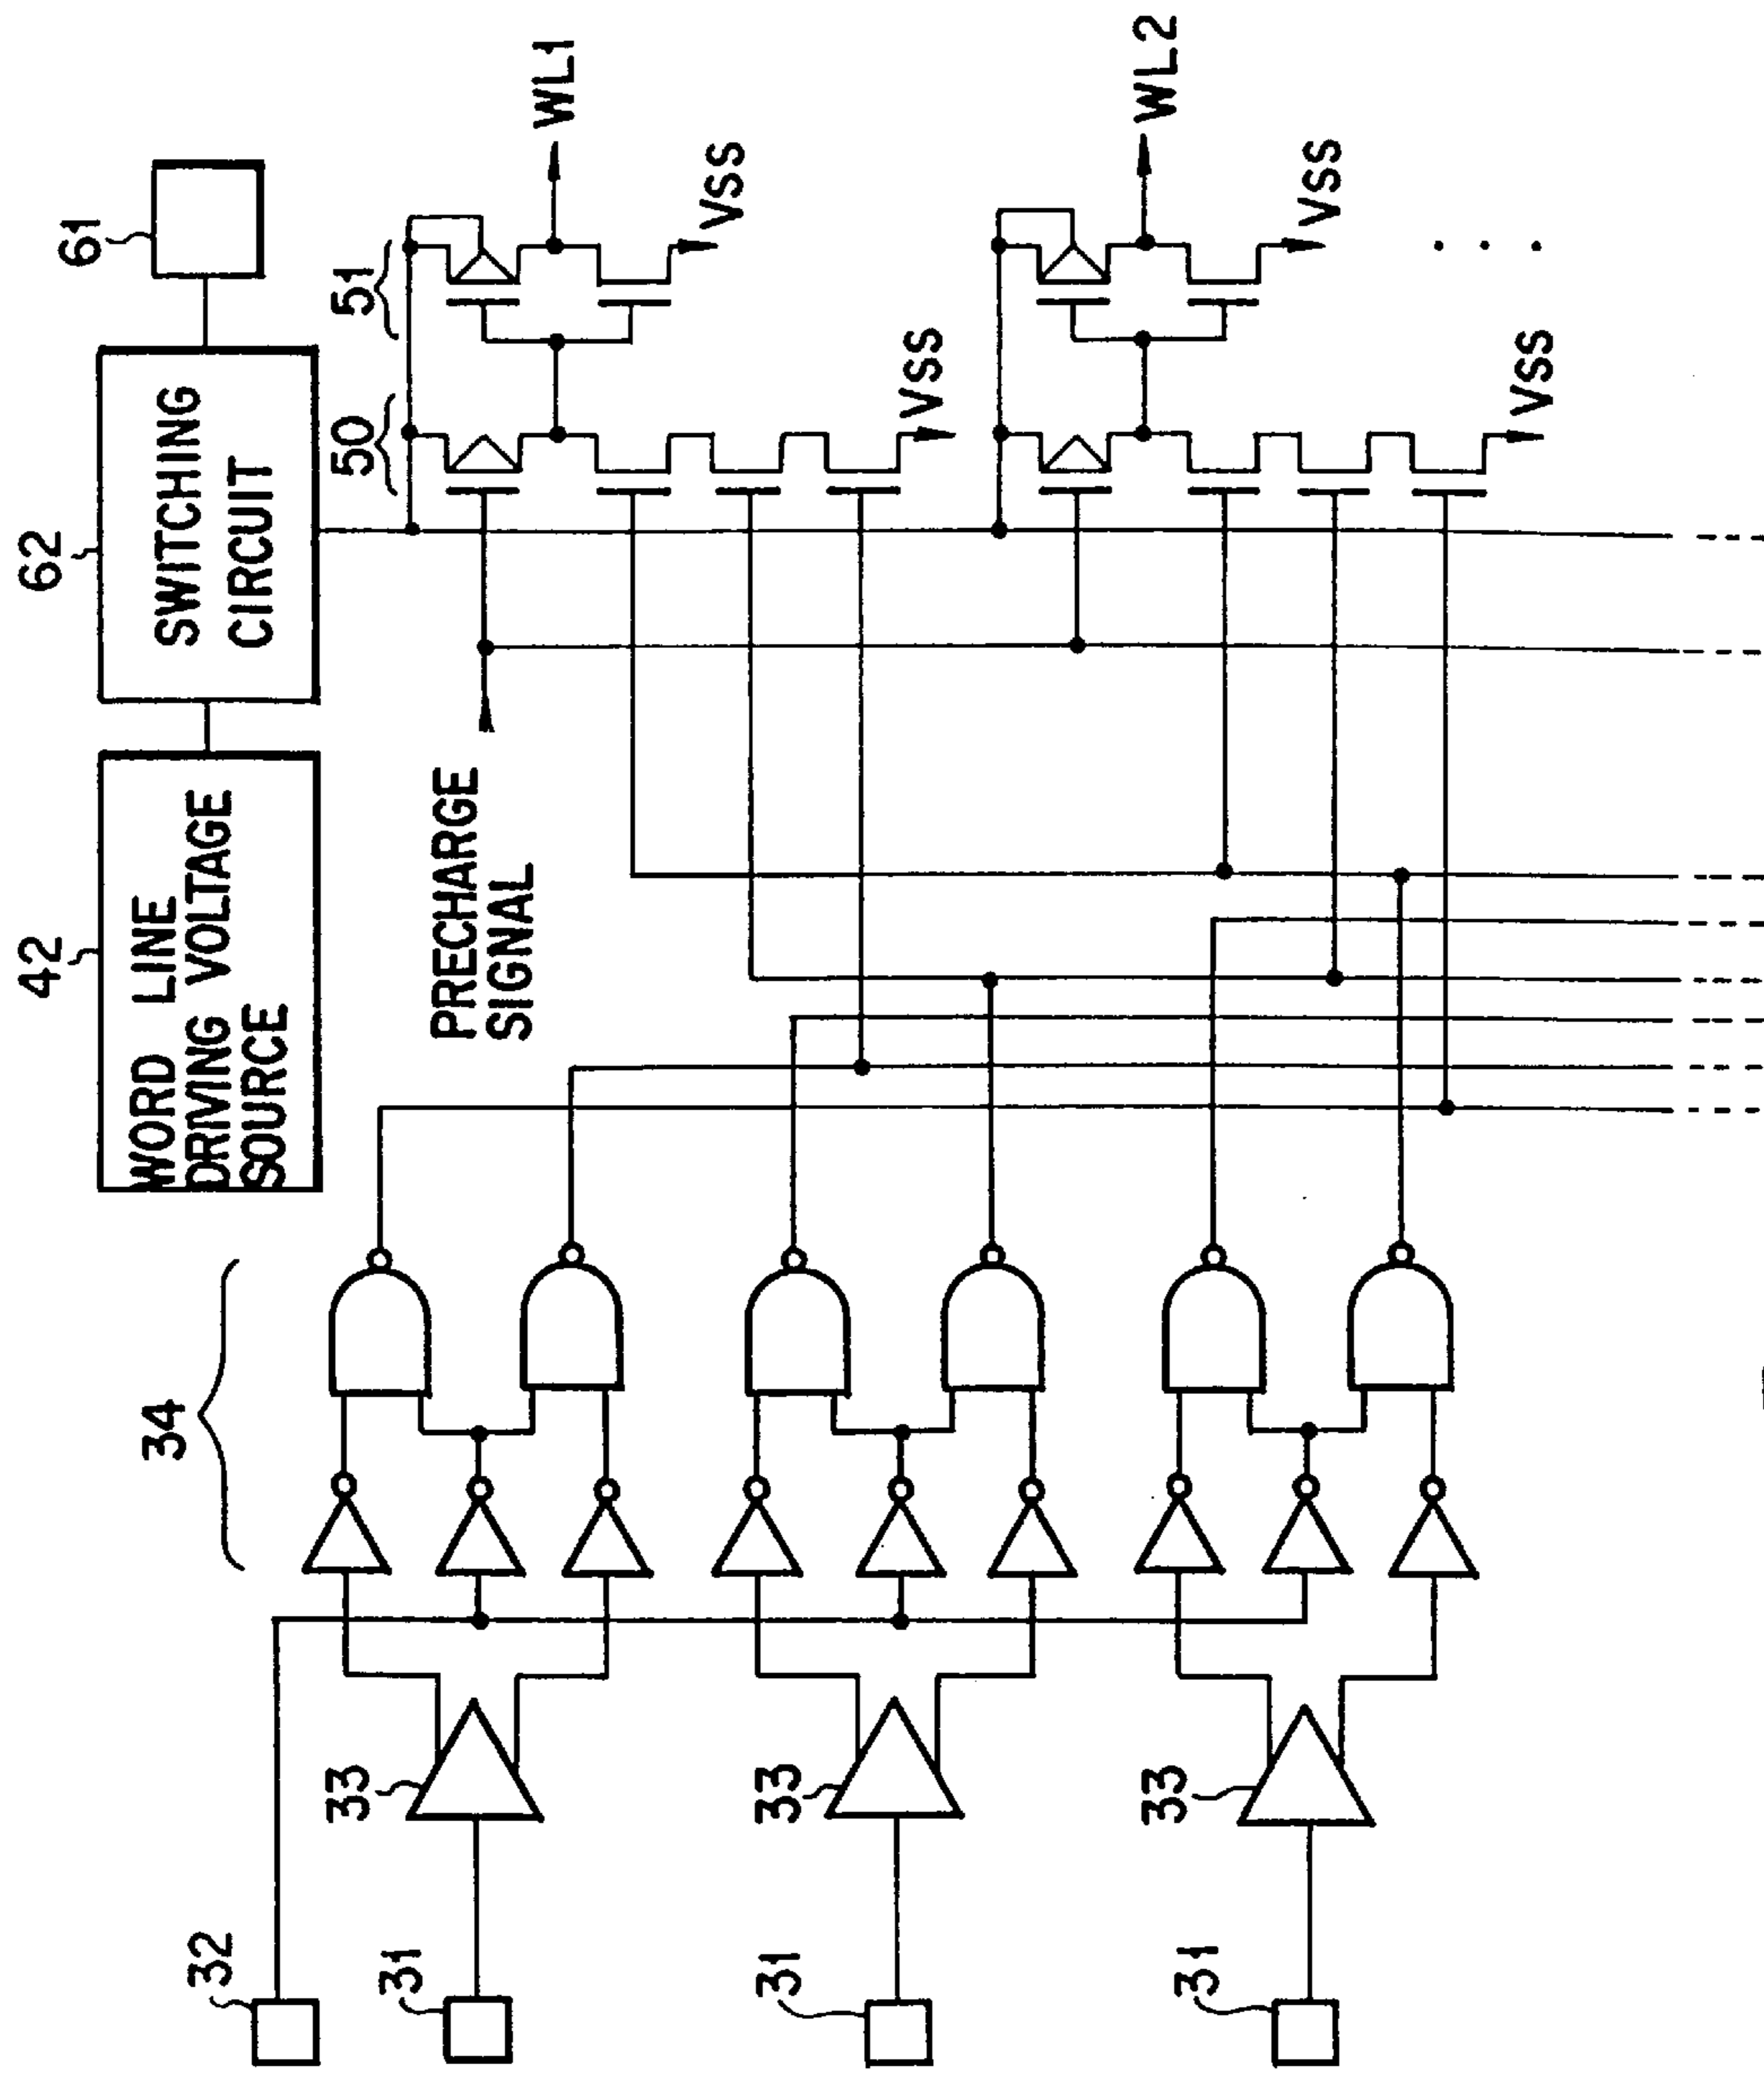 32
31
31
31
33
33
33
34
42
WORD LINE
DRIVING VOLTAGE
SOURCE
62
SWITCHING
CIRCUIT
61
PRECHARGE
SIGNAL
50
51
WL1
VSS
VSS
WL2
VSS
VSS